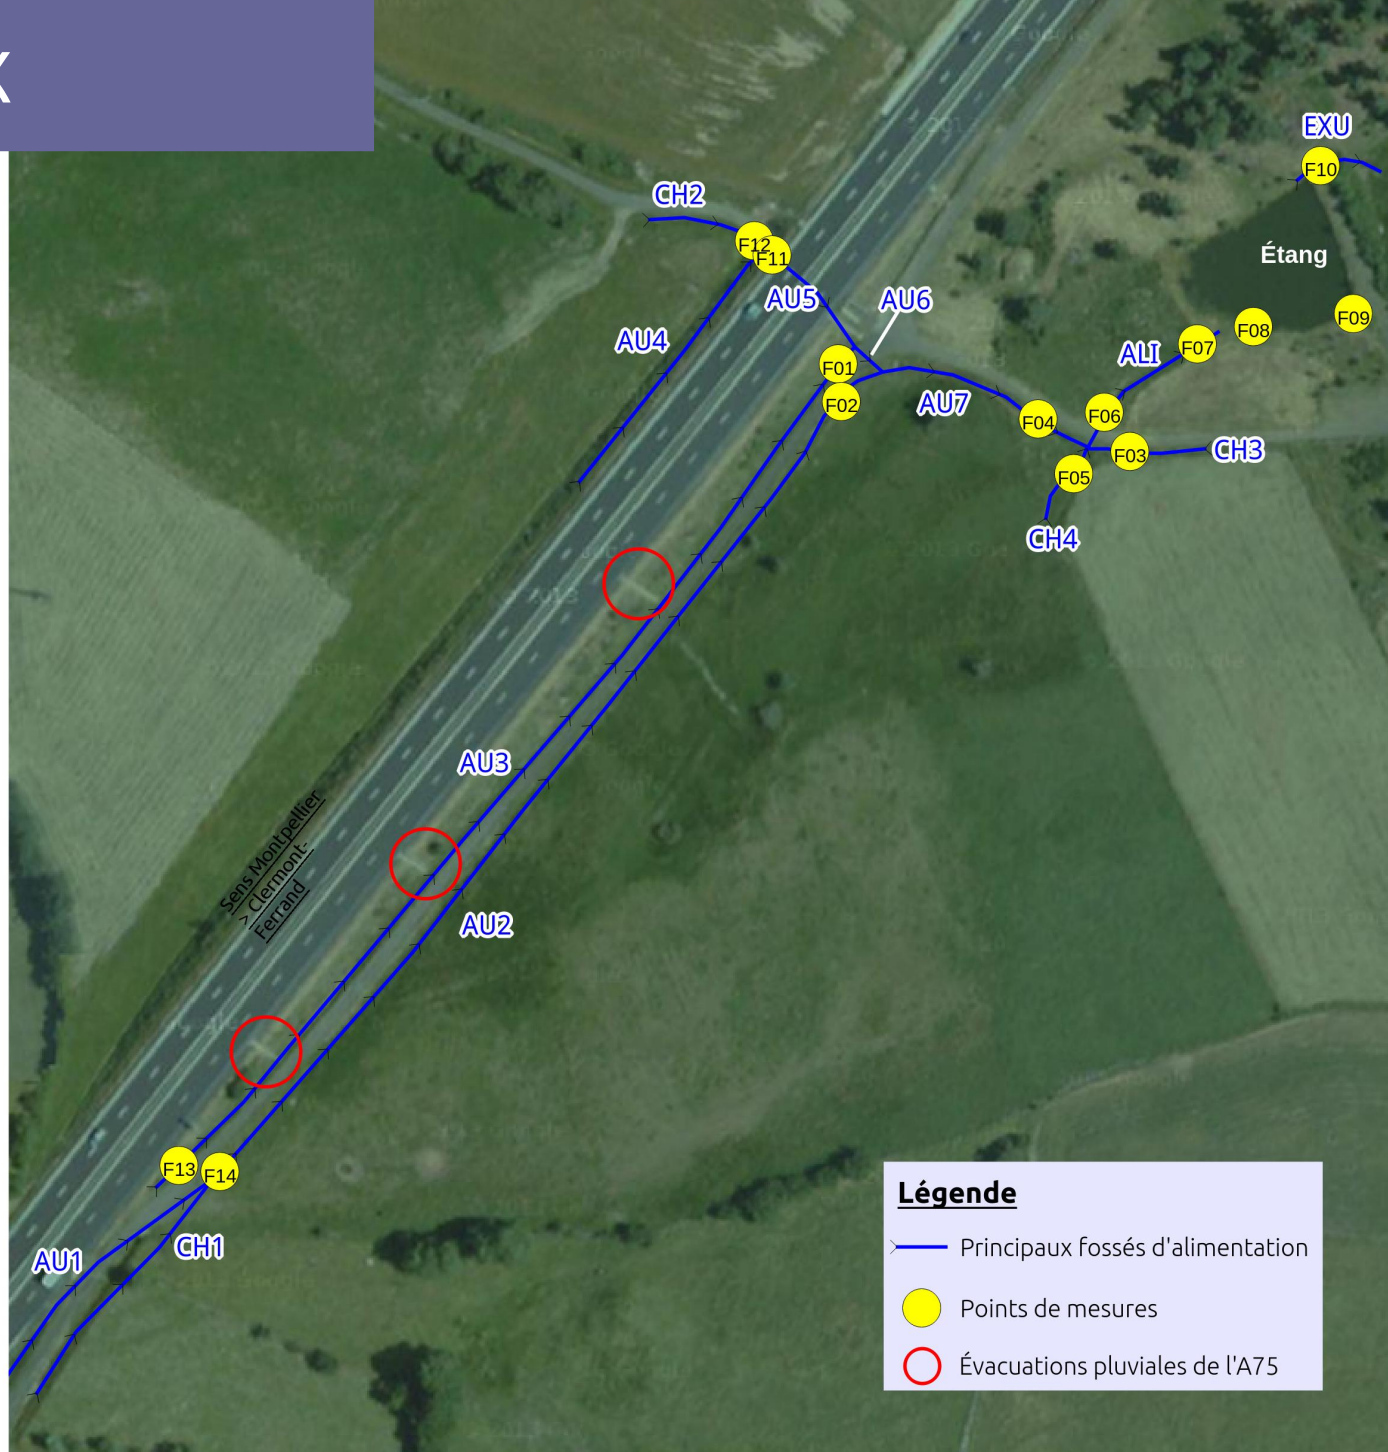 X
EXU
F10
CH2
F12
F11
Étang
AU5
AU6
F09
F08
AU4
ALI
F07
F01
F02
AU7
F06
F04
F03
CH3
F05
CH4
AU3
Sens Montpellier
> Clermont-
Ferrand
AU2
F13
F14
CH1
AU1
Légende
Principaux fossés d'alimentation
Points de mesures
Évacuations pluviales de l'A75